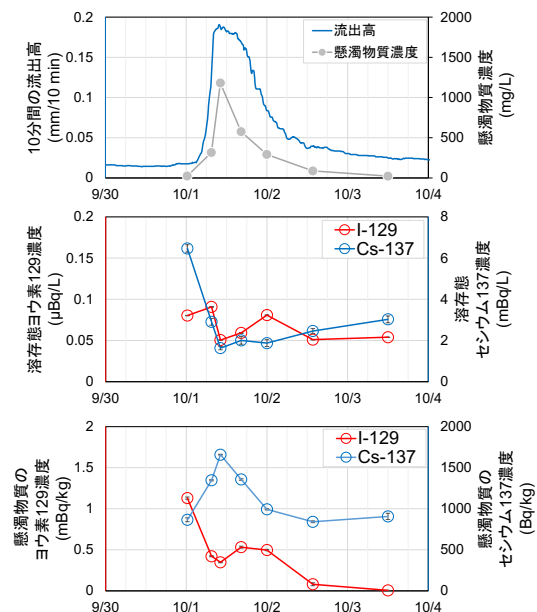 10分間の流出高
(mm/10 min)
0.2
0.15
0.1
0.05
0
流出高
懸濁物質濃度
2000
1500
1000
500
0
懸濁物質濃度
(mg/L)
9/30 10/1 10/2 10/3 10/4
溶存態ヨウ素129濃度
(μBq/L)
0.2
0.15
0.1
0.05
0
I-129
Cs-137
8
6
4
2
0
溶存態
セシウム137濃度
(mBq/L)
9/30 10/1 10/2 10/3 10/4
懸濁物質の
ヨウ素129濃度
(mBq/kg)
2
1.5
1
0.5
0
I-129
Cs-137
2000
1500
1000
500
0
懸濁物質の
セシウム137濃度
(Bq/kg)
9/30 10/1 10/2 10/3 10/4